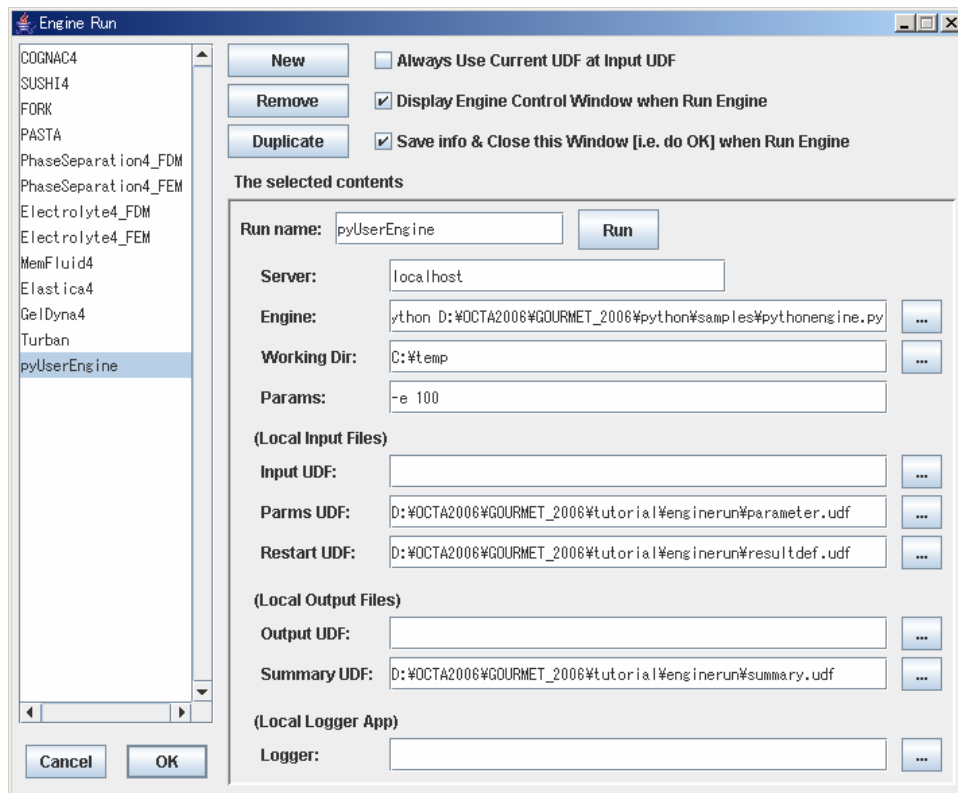 Engine Run
COGNAC4
SUSHI4
FORK
PASTA
PhaseSeparation4_FDM
PhaseSeparation4_FEM
Electrolyte4_FDM
Electrolyte4_FEM
MemFluid4
Elastica4
GelDyna4
Turban
pyUserEngine
Cancel
OK
New
Always Use Current UDF at Input UDF
Remove
Display Engine Control Window when Run Engine
Duplicate
Save info & Close this Window [i.e. do OK] when Run Engine
The selected contents
Run name: pyUserEngine Run
Server: localhost
Engine: ython D:¥OCTA2006¥GOURMET_2006¥python¥samples¥pythonengine.py ...
Working Dir: C:¥temp ...
Params: -e 100
(Local Input Files)
Input UDF: ...
Parms UDF: D:¥OCTA2006¥GOURMET_2006¥tutorial¥enginerun¥parameter.udf ...
Restart UDF: D:¥OCTA2006¥GOURMET_2006¥tutorial¥enginerun¥resultdef.udf ...
(Local Output Files)
Output UDF: ...
Summary UDF: D:¥OCTA2006¥GOURMET_2006¥tutorial¥enginerun¥summary.udf ...
(Local Logger App)
Logger: ...